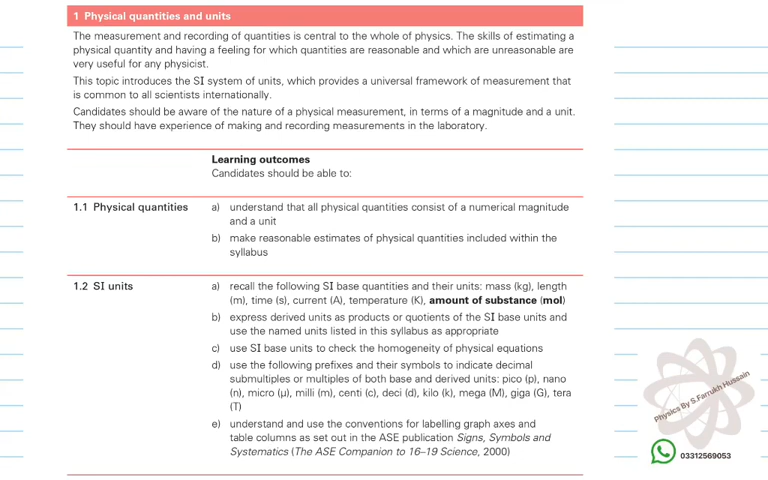 1 Physical quantities and units
The measurement and recording of quantities is central to the whole of physics. The skills of estimating a
physical quantity and having a feeling for which quantities are reasonable and which are unreasonable are
very useful for any physicist.
This topic introduces the SI system of units, which provides a universal framework of measurement that
is common to all scientists internationally.
Candidates should be aware of the nature of a physical measurement, in terms of a magnitude and a unit.
They should have experience of making and recording measurements in the laboratory.
Learning outcomes
Candidates should be able to:
1.1 Physical quantities
a) understand that all physical quantities consist of a numerical magnitude
and a unit
b) make reasonable estimates of physical quantities included within the
syllabus
1.2 SI units
a) recall the following SI base quantities and their units: mass (kg), length
(m), time (s), current (A), temperature (K), amount of substance (mol)
b) express derived units as products or quotients of the SI base units and
use the named units listed in this syllabus as appropriate
c) use SI base units to check the homogeneity of physical equations
d) use the following prefixes and their symbols to indicate decimal
submultiples or multiples of both base and derived units: pico (p), nano
(n), micro (μ), milli (m), centi (c), deci (d), kilo (k), mega (M), giga (G), tera
(T)
e) understand and use the conventions for labelling graph axes and
table columns as set out in the ASE publication Signs, Symbols and
Systematics (The ASE Companion to 16–19 Science, 2000)
Physics By S.Farrukh Hussain
03312569053